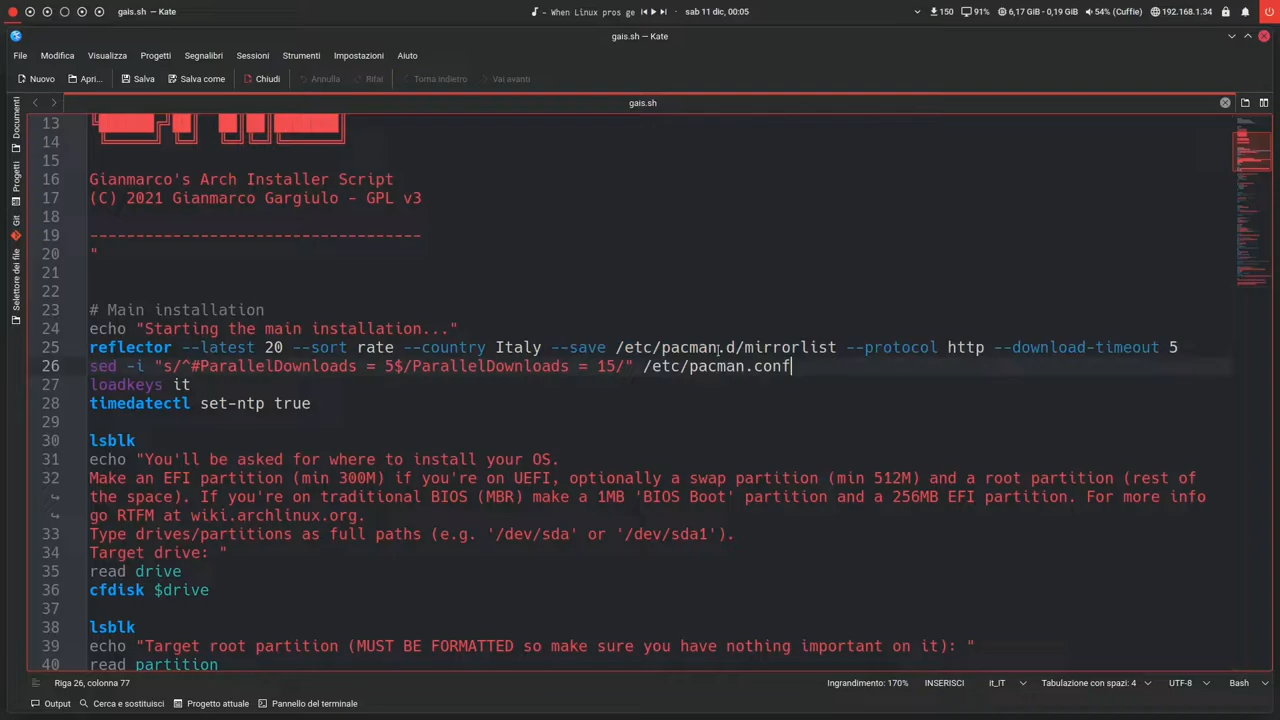 gais.sh — Kate
- When Linux pros ge
sab 11 dic, 00:05
150
91%
6,17 GiB - 0,19 GiB
54% (Cuffie)
192.168.1.34
gais.sh — Kate
File Modifica Visualizza Progetti Segnalibri Sessioni Strumenti Impostazioni Aiuto
Nuovo Apri... Salva Salva come Chiudi Annulla Rifai Torna indietro Vai avanti
gais.sh
Documenti
Progetti
Git
Selettore dei file
13
14
15
16 Gianmarco's Arch Installer Script
17 (C) 2021 Gianmarco Gargiulo - GPL v3
18
19 ------------------------------------
20 "
21
22
23 # Main installation
24 echo "Starting the main installation..."
25 reflector --latest 20 --sort rate --country Italy --save /etc/pacman.d/mirrorlist --protocol http --download-timeout 5
26 sed -i "s/^#ParallelDownloads = 5$/ParallelDownloads = 15/" /etc/pacman.conf
27 loadkeys it
28 timedatectl set-ntp true
29
30 lsblk
31 echo "You'll be asked for where to install your OS.
32 Make an EFI partition (min 300M) if you're on UEFI, optionally a swap partition (min 512M) and a root partition (rest of
the space). If you're on traditional BIOS (MBR) make a 1MB 'BIOS Boot' partition and a 256MB EFI partition. For more info
go RTFM at wiki.archlinux.org.
33 Type drives/partitions as full paths (e.g. '/dev/sda' or '/dev/sda1').
34 Target drive: "
35 read drive
36 cfdisk $drive
37
38 lsblk
39 echo "Target root partition (MUST BE FORMATTED so make sure you have nothing important on it): "
40 read partition
Riga 26, colonna 77
Ingrandimento: 170% INSERISCI it_IT Tabulazione con spazi: 4 UTF-8 Bash
Output Cerca e sostituisci Progetto attuale Pannello del terminale